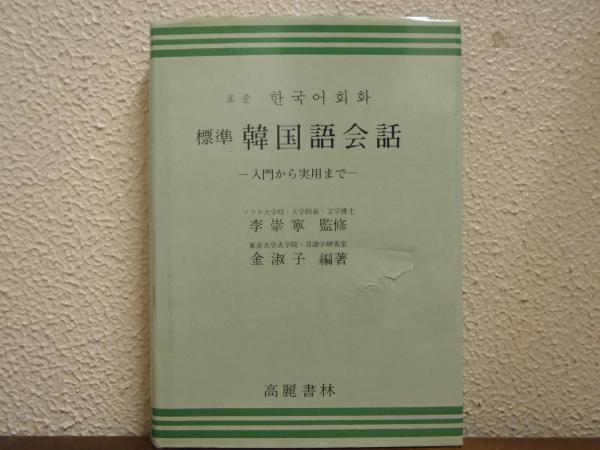 표준 한국어회화
標準 韓国語会話
―入門から実用まで―
ソウル大学校・大学院長・文学博士
李崇寧 監修
東京大学大学院・言語学研究室
金淑子 編著
高麗書林